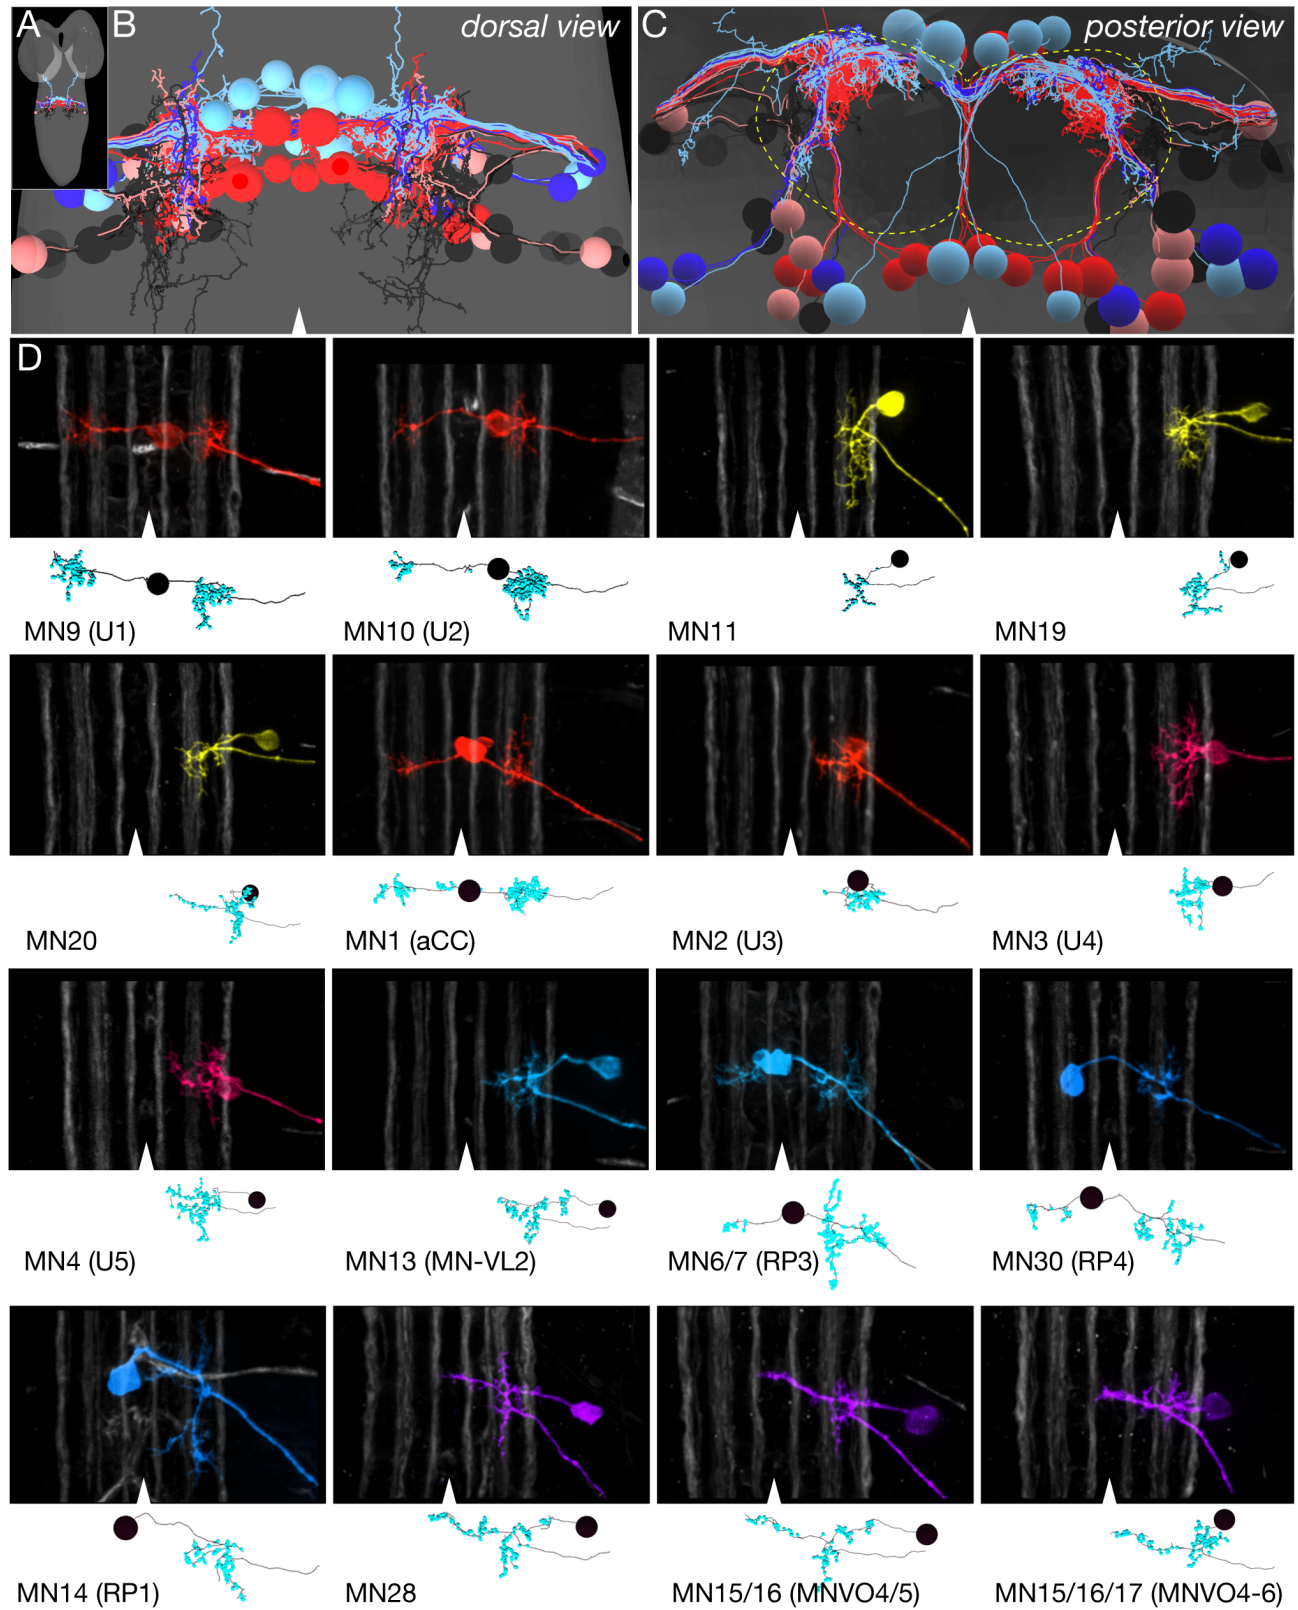 A
B
dorsal view
C
posterior view
D
MN9 (U1)
MN10 (U2)
MN11
MN19
MN20
MN1 (aCC)
MN2 (U3)
MN3 (U4)
MN4 (U5)
MN13 (MN-VL2)
MN6/7 (RP3)
MN30 (RP4)
MN14 (RP1)
MN28
MN15/16 (MNVO4/5)
MN15/16/17 (MNVO4-6)